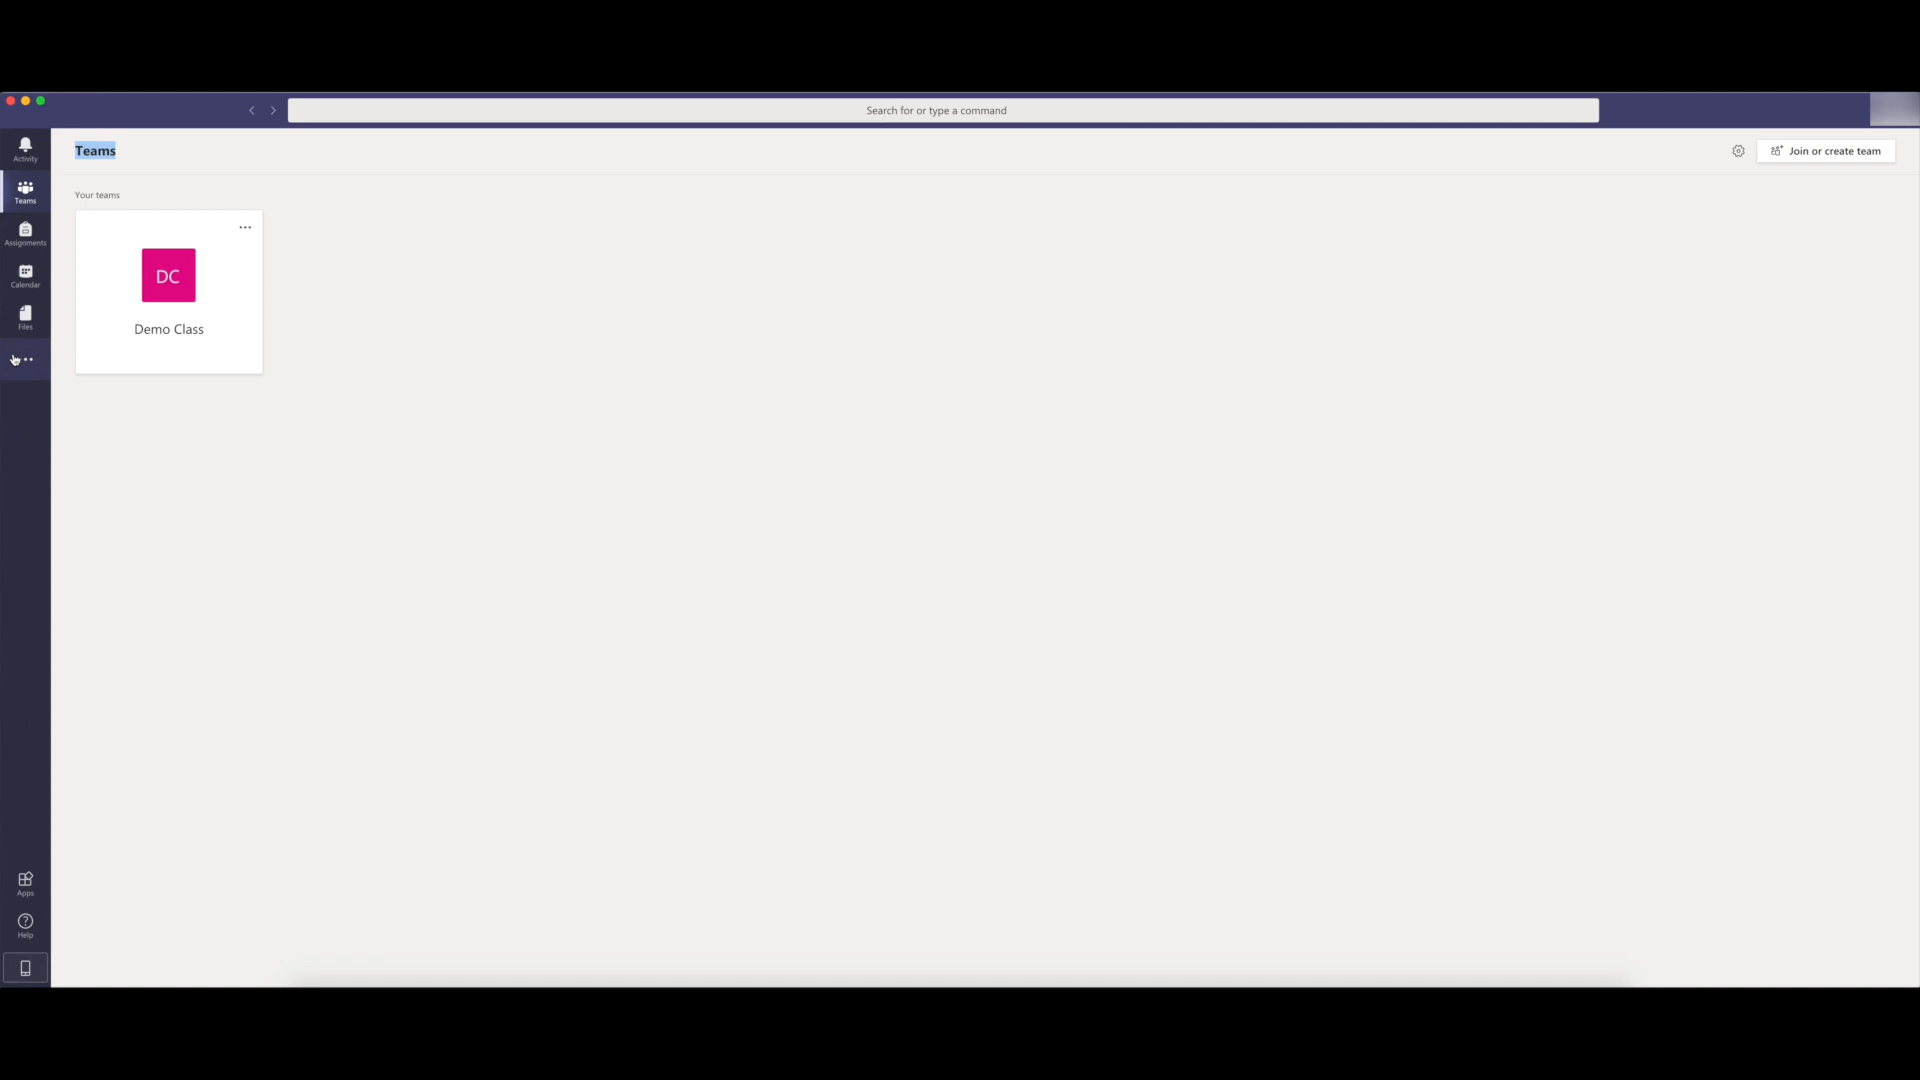 Search for or type a command
Activity
Teams
Assignments
Calendar
Files
Teams
Join or create team
Your teams
DC
Demo Class
Apps
Help